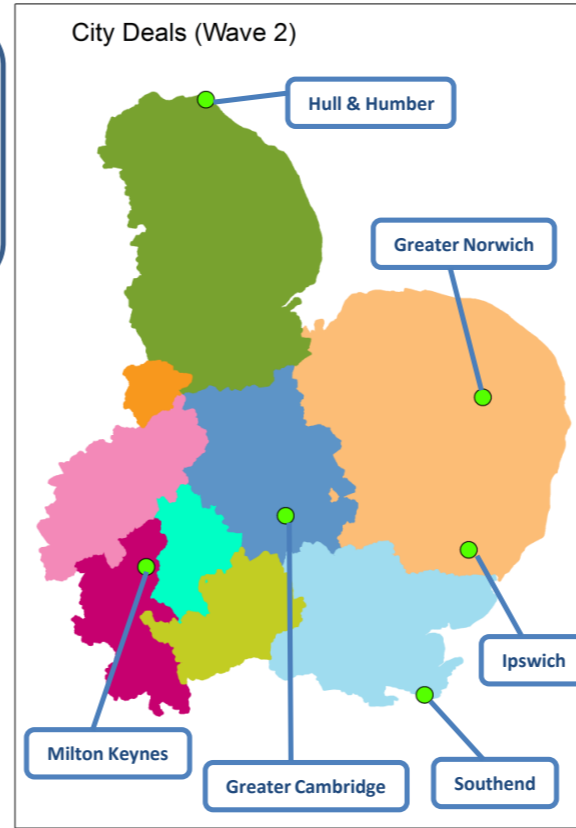 City Deals (Wave 2)
Hull & Humber
Greater Norwich
Ipswich
Milton Keynes
Greater Cambridge
Southend